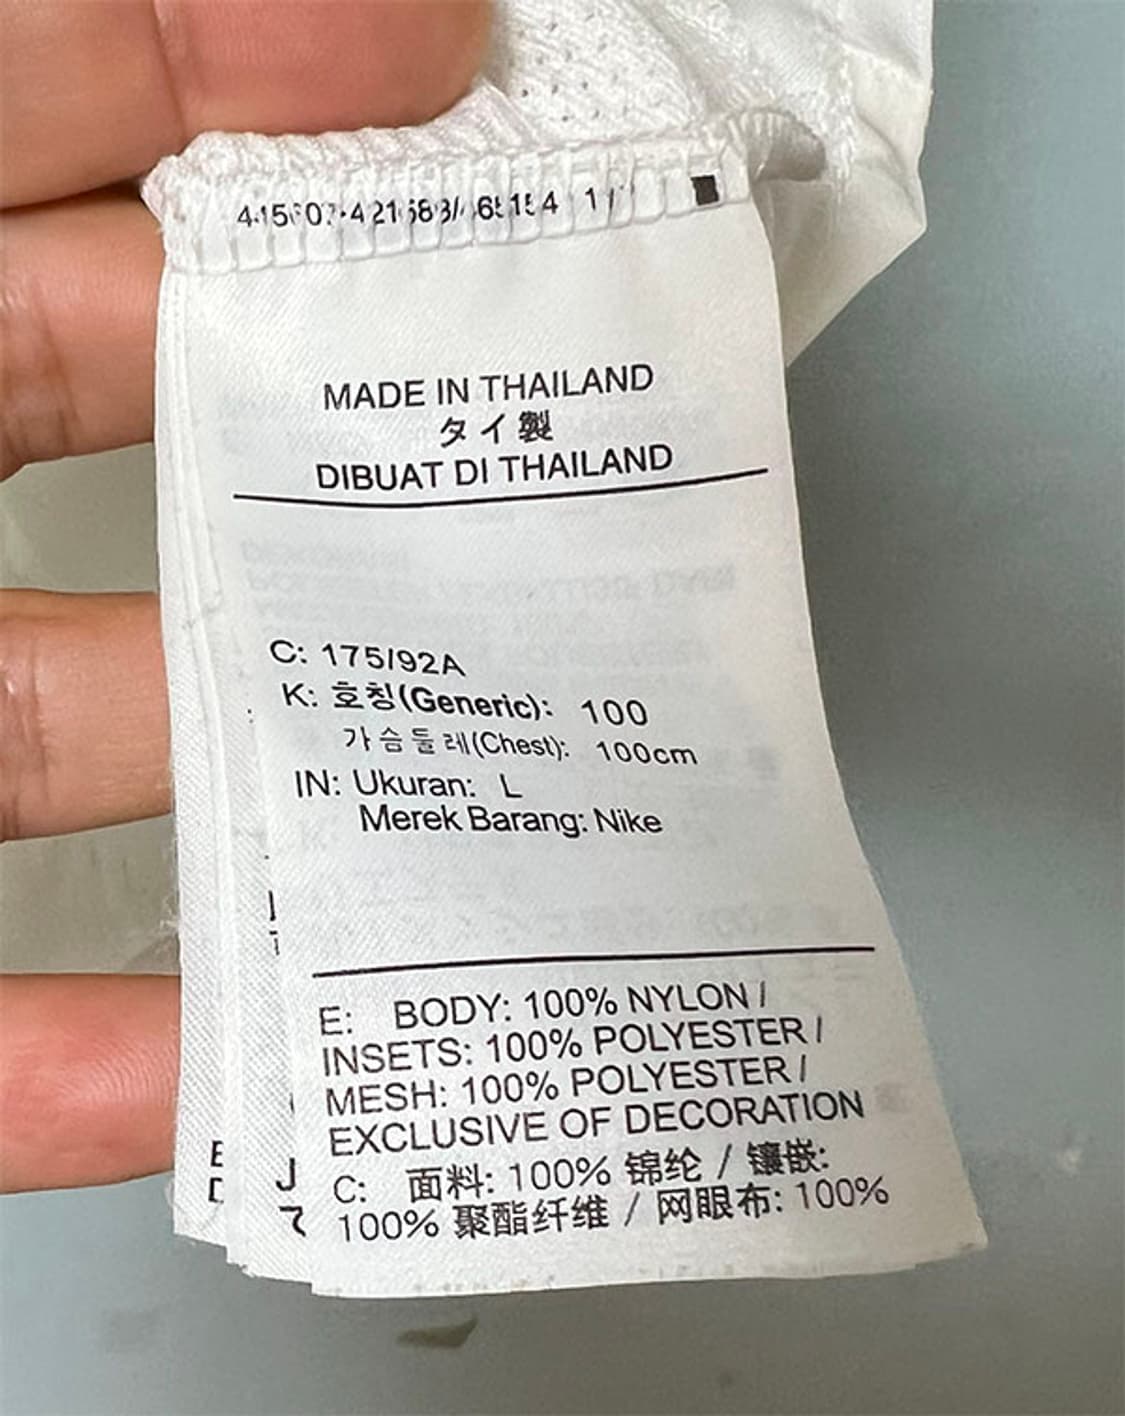 MADE IN THAILAND
タイ製
DIBUAT DI THAILAND
C: 175/92A
K: 호칭(Generic): 100
가슴둘레(Chest): 100cm
IN: Ukuran: L
Merek Barang: Nike
E: BODY: 100% NYLON /
INSETS: 100% POLYESTER /
MESH: 100% POLYESTER /
EXCLUSIVE OF DECORATION
C: 面料: 100% 锦纶 / 镶嵌:
100% 聚酯纤维 / 网眼布: 100%